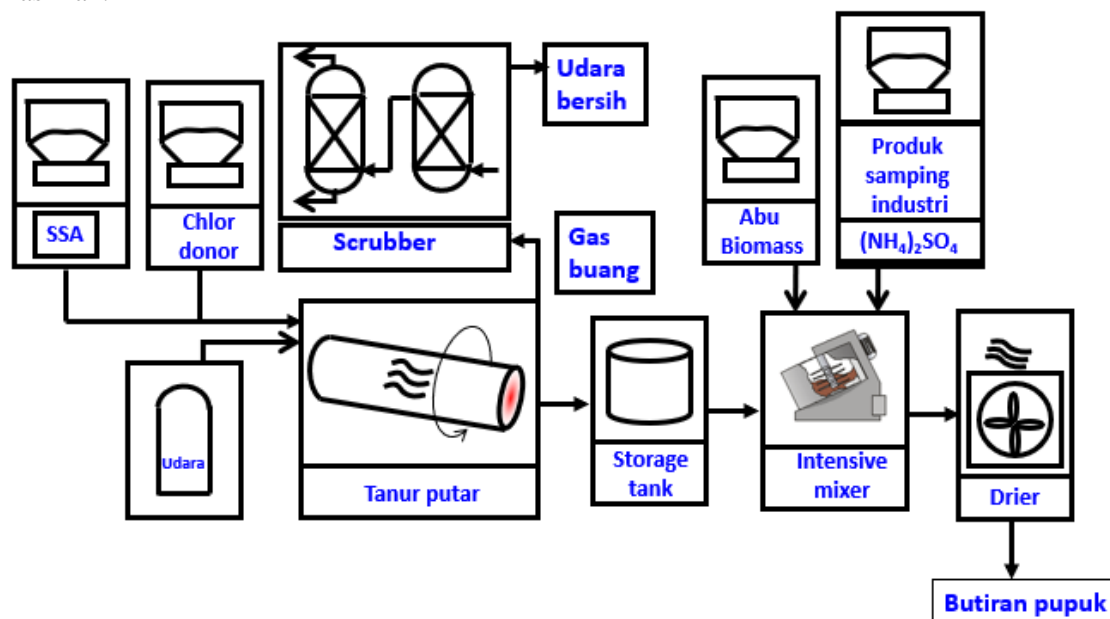 Udara
bersih
Produk
samping
industri
(NH₄)₂SO₄
SSA
Chlor
donor
Scrubber
Gas
buang
Abu
Biomass
Udara
Tanur putar
Storage
tank
Intensive
mixer
Drier
Butiran pupuk